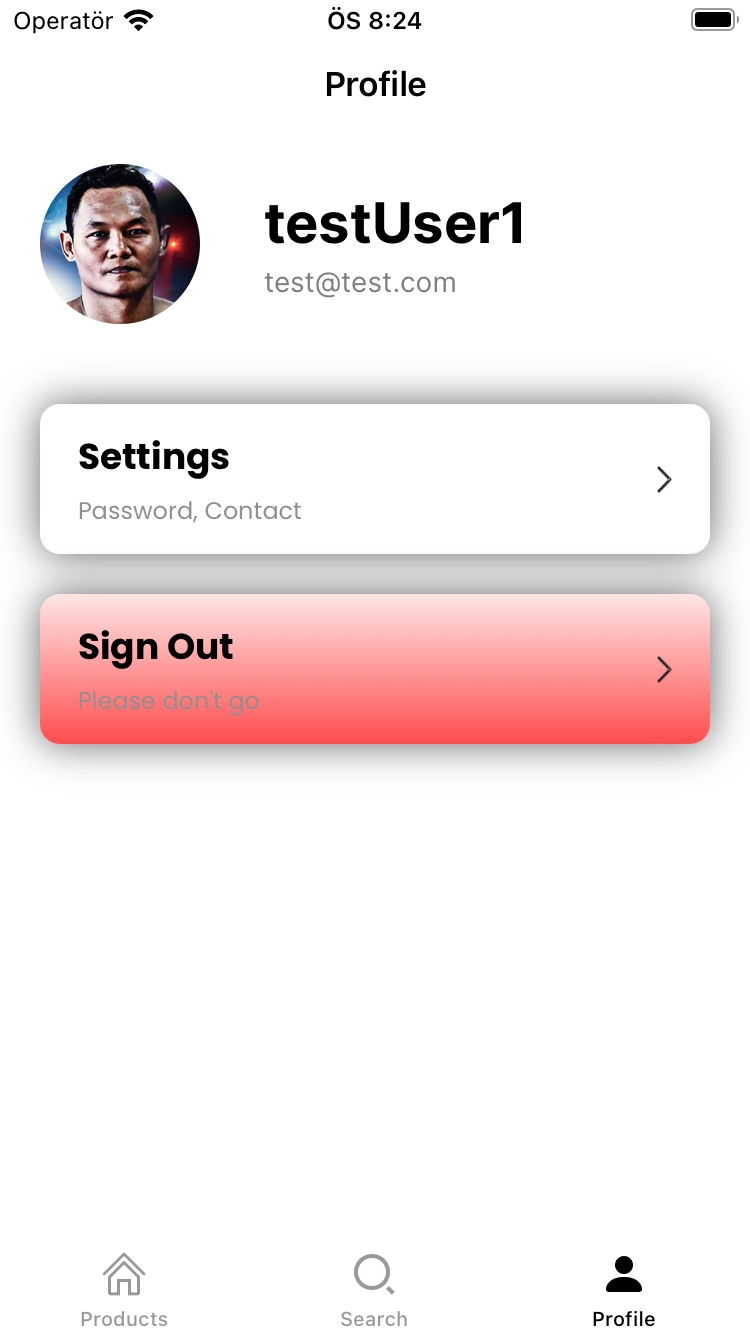 Operatör ÖS 8:24
Profile
testUser1
test@test.com
Settings
Password, Contact
Sign Out
Please don't go
Products Search Profile